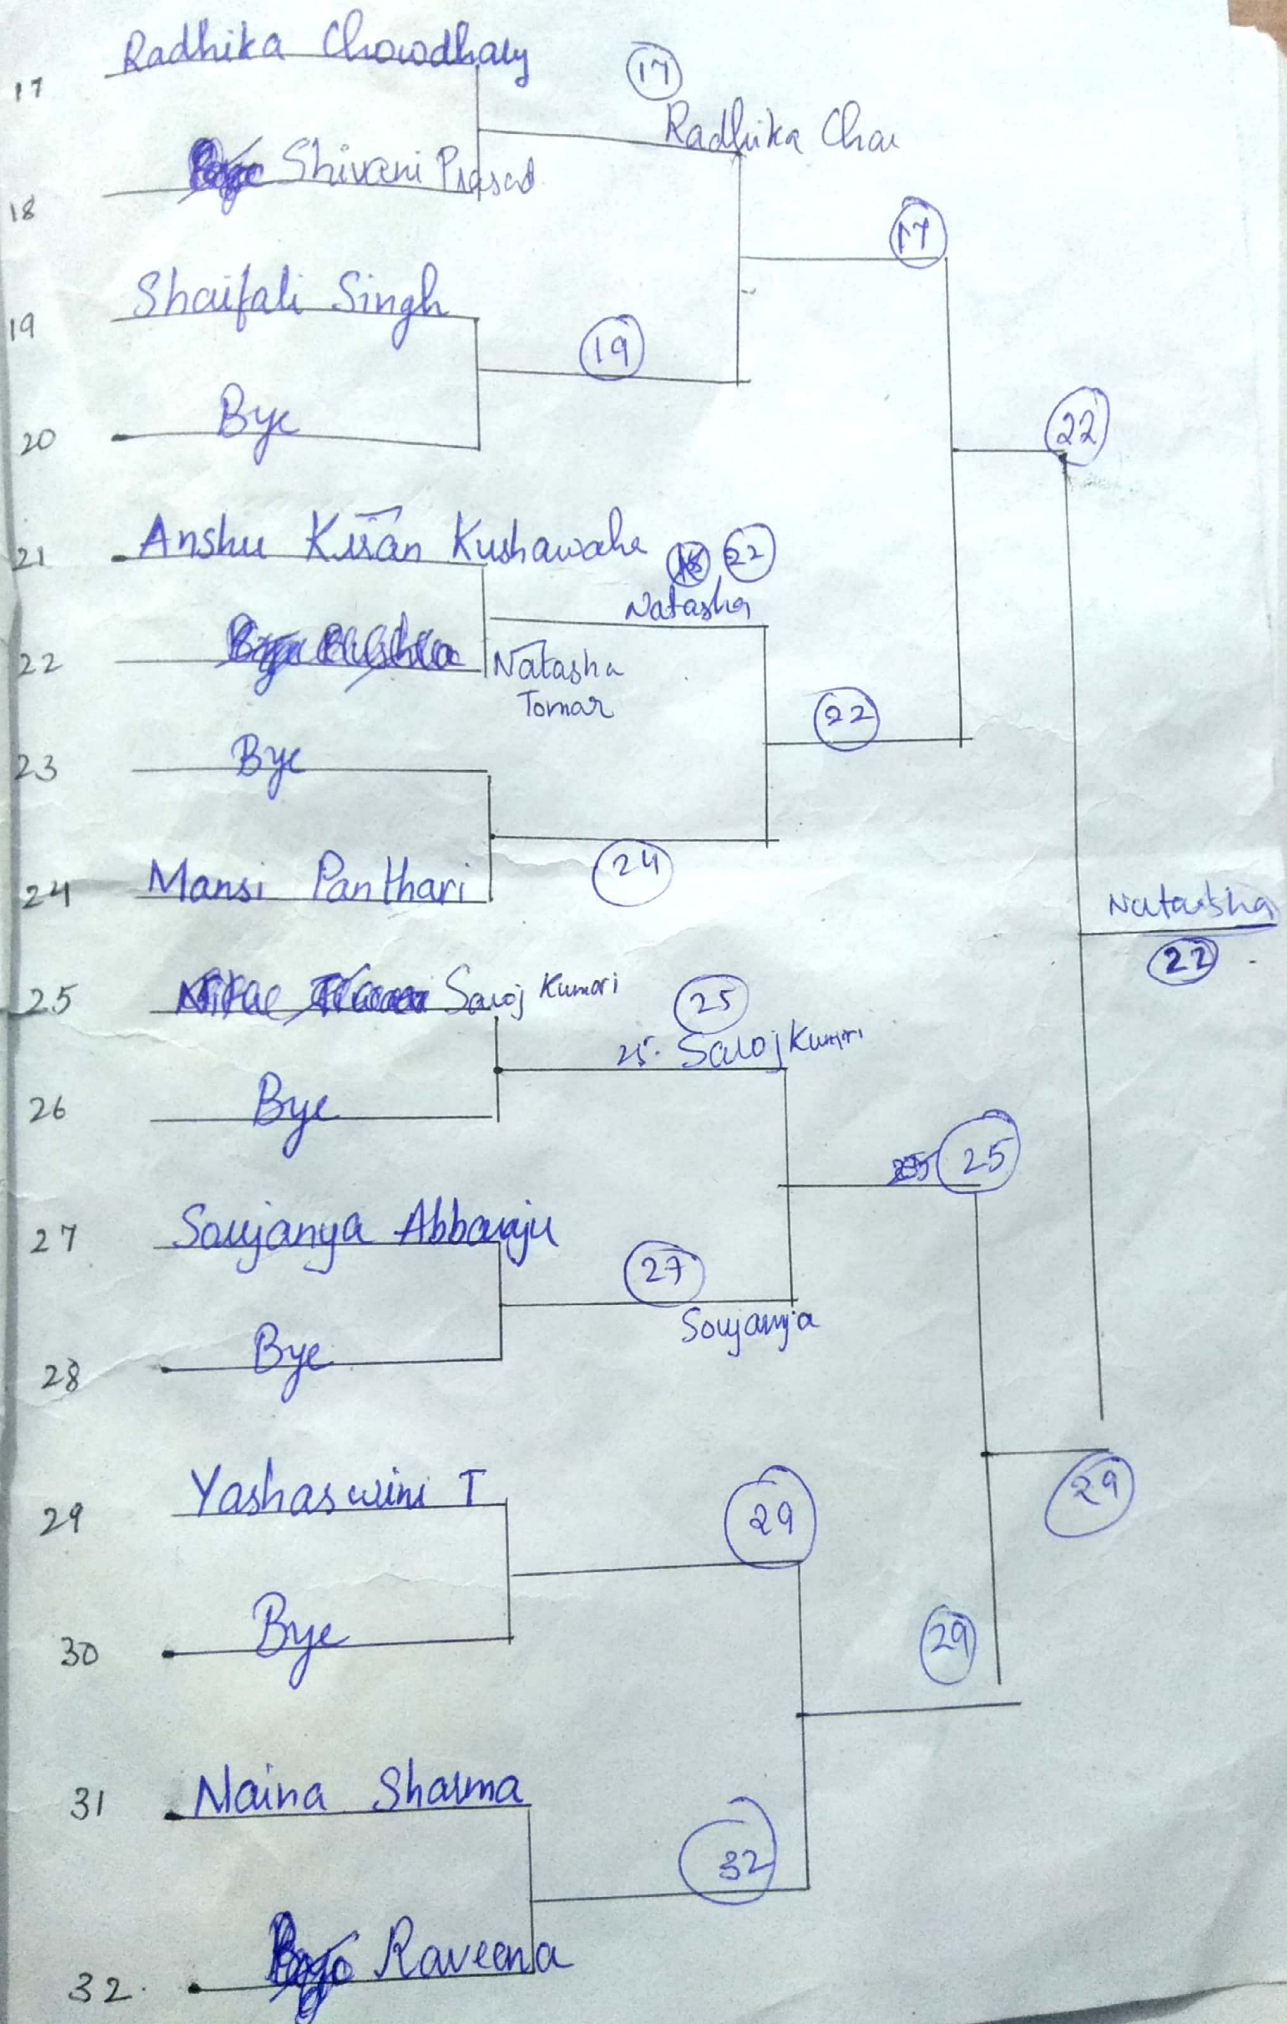 17 Radhika Chowdhary
17
Radhika Chow
18 Shivani Prasad
17
19 Shaifali Singh
19
20 Bye
22
21 Anshu Kiran Kushawaha
22
Natasha
22 Natasha
Tomar
22
23 Bye
24 Mansi Panthari
24
Natasha
22
25 Saroj Kumari
25
25. Saroj Kumari
26 Bye
25
27 Soujanya Abbaraju
27
Soujanya
28 Bye
29 Yashaswini T
29
29
30 Bye
29
31 Naina Sharma
32
32. Raveena